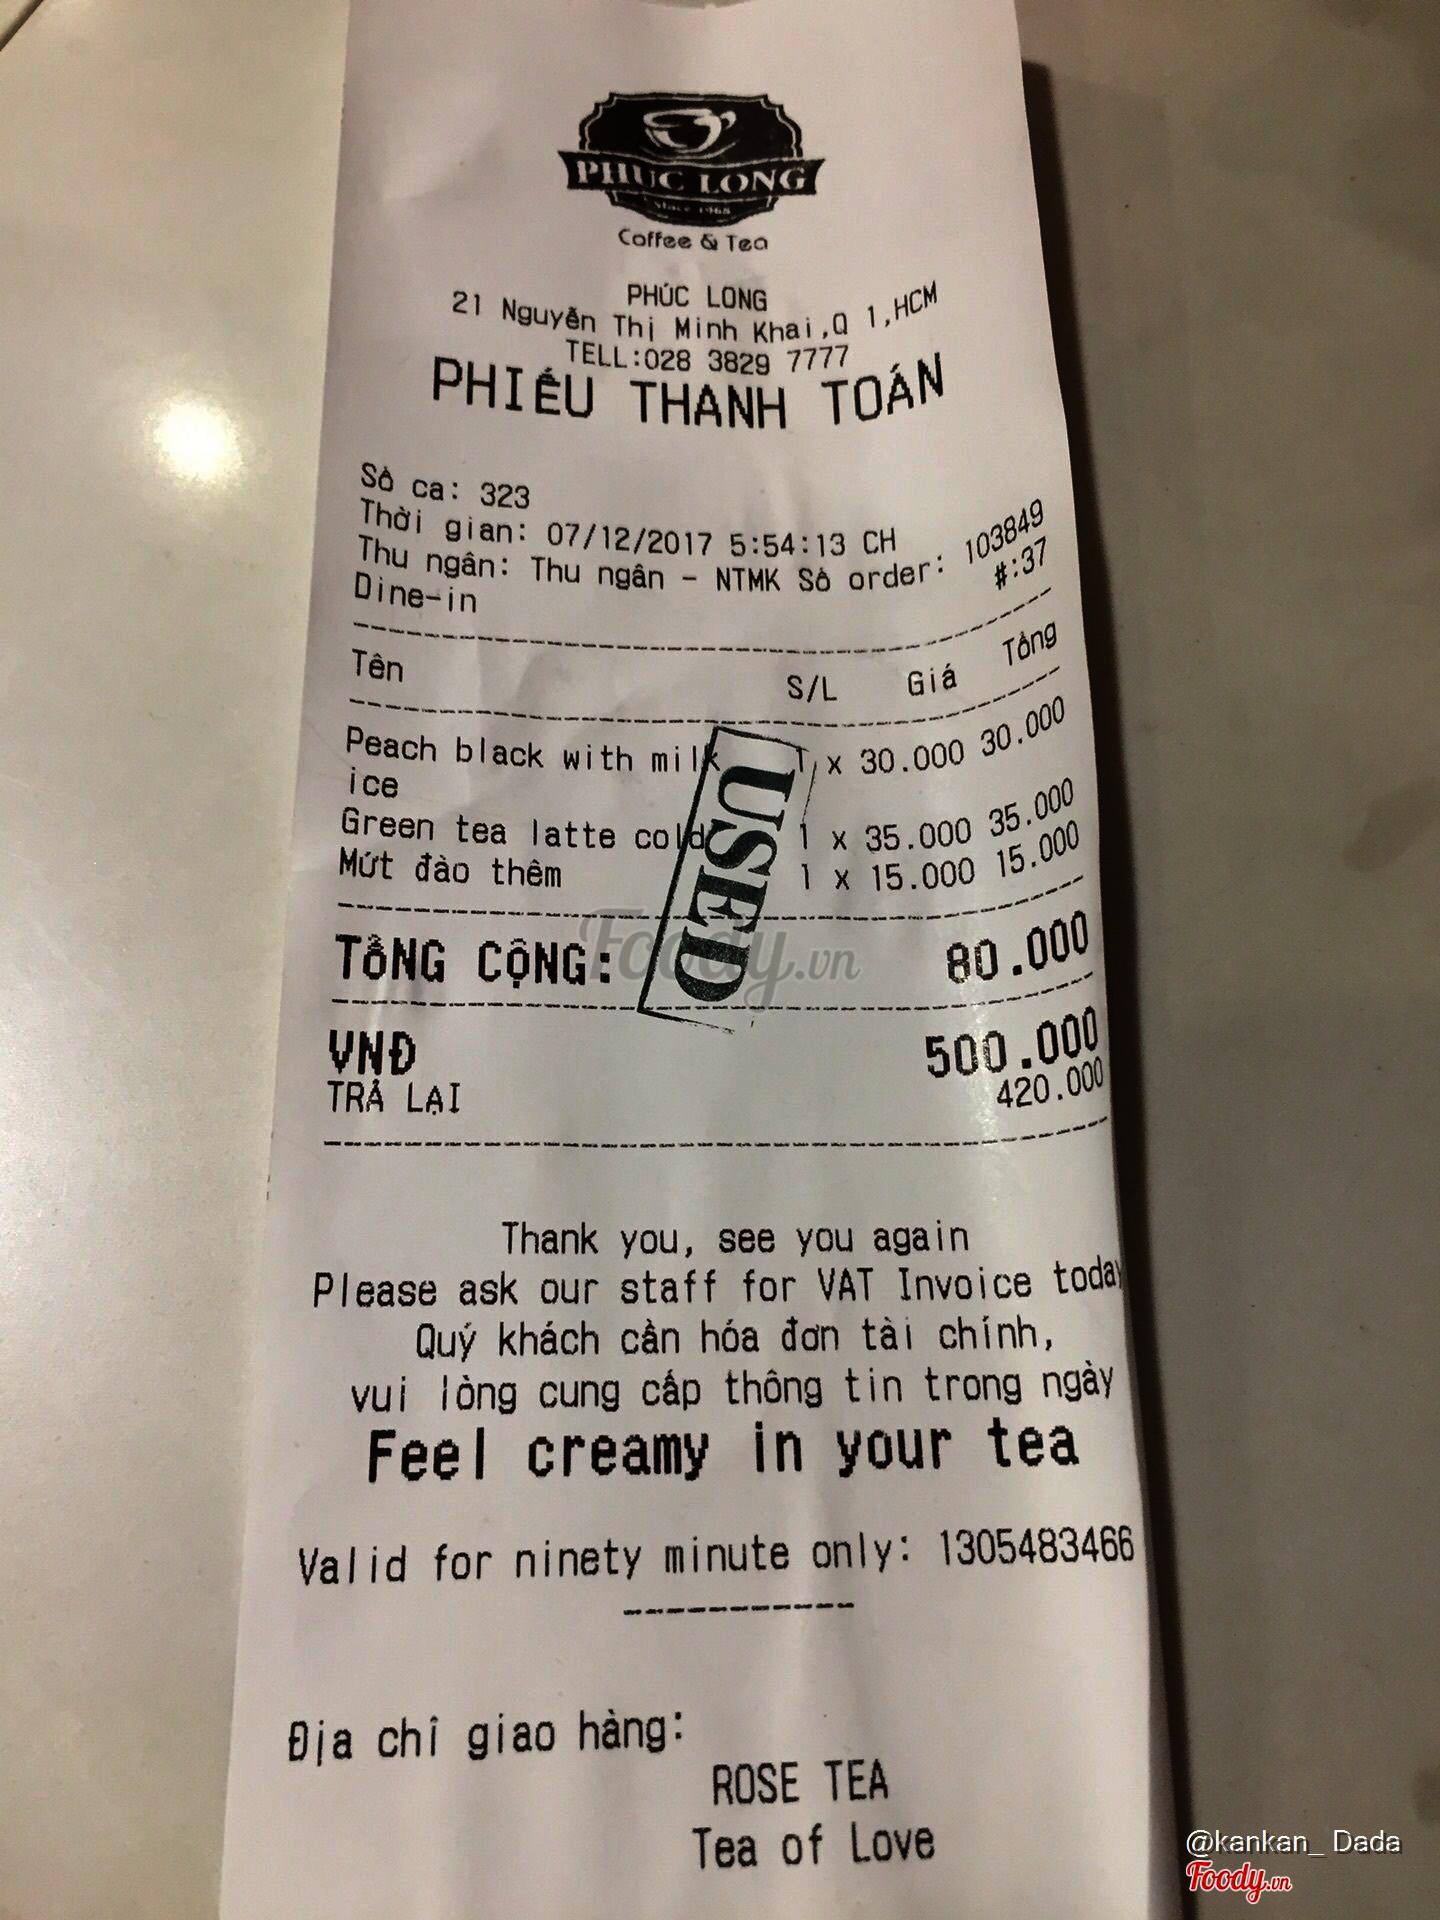 PHUC LONG
Since 1968
Coffee & Tea
PHÚC LONG
21 Nguyễn Thị Minh Khai,Q 1,HCM
TELL:028 3829 7777
PHIẾU THANH TOÁN
Số ca: 323
Thời gian: 07/12/2017 5:54:13 CH
Thu ngân: Thu ngân - NTMK Số order: 103849
Dine-in #:37
Tên S/L Giá Tổng
Peach black with milk 1 x 30.000 30.000
ice
Green tea latte cold 1 x 35.000 35.000
Mứt đào thêm 1 x 15.000 15.000
USED
TỔNG CỘNG: 80.000
Foody.vn
VNĐ 500.000
TRẢ LẠI 420.000
Thank you, see you again
Please ask our staff for VAT Invoice today
Quý khách cần hóa đơn tài chính,
vui lòng cung cấp thông tin trong ngày
Feel creamy in your tea
Valid for ninety minute only: 1305483466
Địa chỉ giao hàng:
ROSE TEA
Tea of Love
@kankan_ Dada
Foody.vn